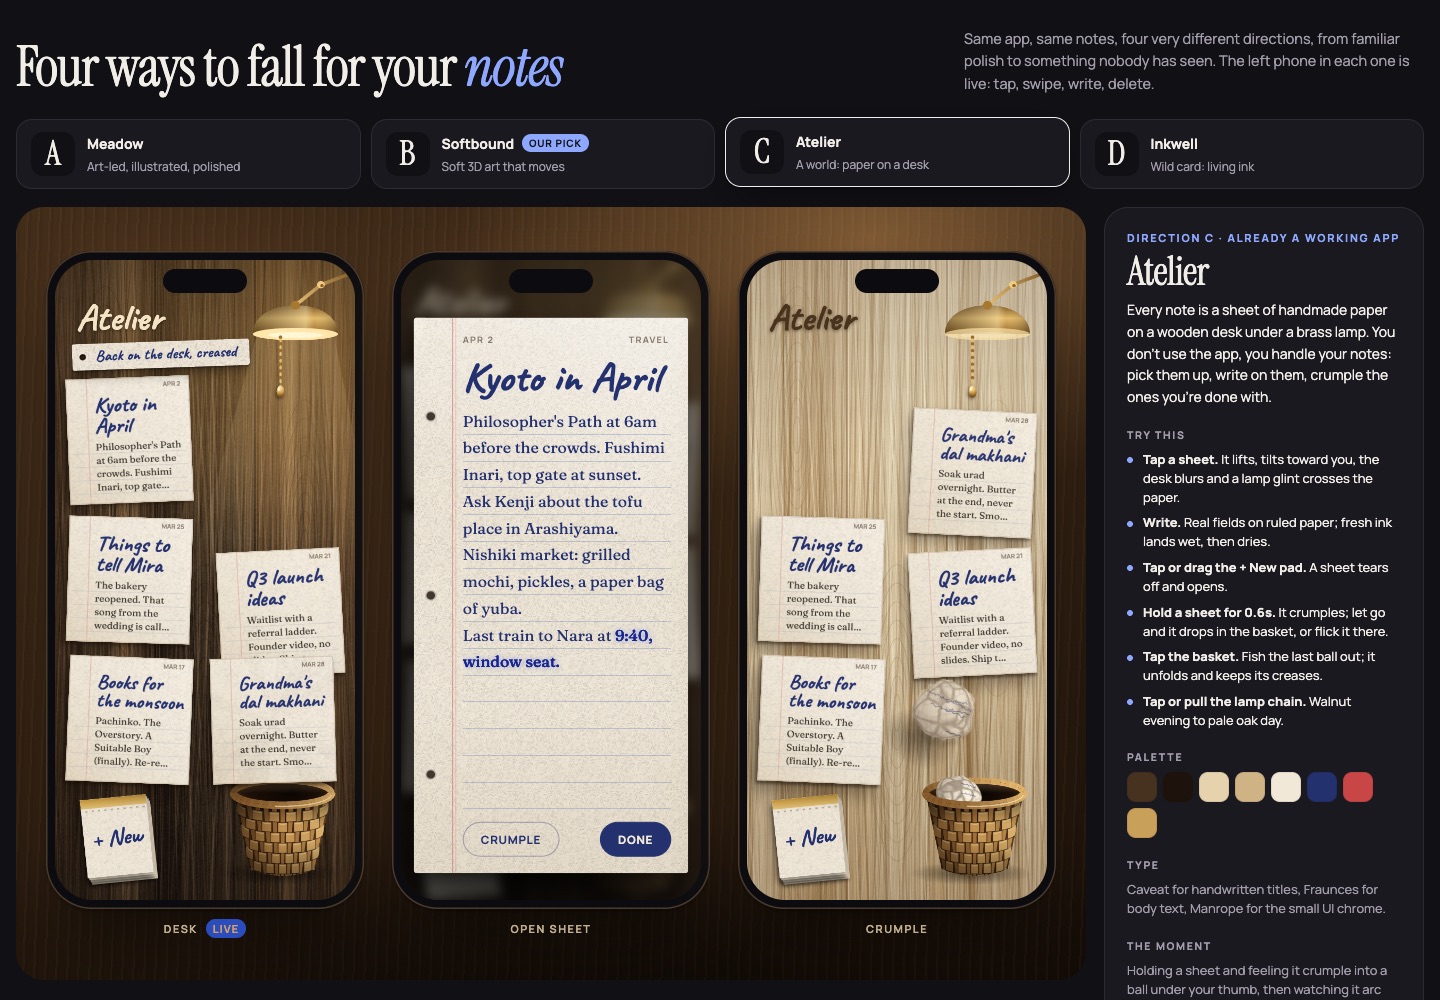 Four ways to fall for your notes
Same app, same notes, four very different directions, from familiar
polish to something nobody has seen. The left phone in each one is
live: tap, swipe, write, delete.
A
Meadow
Art-led, illustrated, polished
B
Softbound OUR PICK
Soft 3D art that moves
C
Atelier
A world: paper on a desk
D
Inkwell
Wild card: living ink
Atelier
Back on the desk, creased
APR 2
Kyoto in
April
Philosopher's Path
at 6am before the
crowds. Fushimi
Inari, top gate...
MAR 25
Things to
tell Mira
The bakery
reopened. That
song from the
wedding is call...
MAR 21
Q3 launch
ideas
Waitlist with a
referral ladder.
Founder video, no
MAR 17
Books for
the monsoon
Pachinko. The
Overstory. A
Suitable Boy
(finally). Re-re...
MAR 28
Grandma's
dal makhani
Soak urad
overnight. Butter
at the end, never
the start. Smo...
+ New
DESK LIVE
APR 2 TRAVEL
Kyoto in April
Philosopher's Path at 6am
before the crowds. Fushimi
Inari, top gate at sunset.
Ask Kenji about the tofu
place in Arashiyama.
Nishiki market: grilled
mochi, pickles, a paper bag
of yuba.
Last train to Nara at 9:40,
window seat.
CRUMPLE DONE
OPEN SHEET
Atelier
MAR 28
Grandma's
dal makhani
Soak urad
overnight. Butter
at the end, never
the start. Smo...
MAR 25
Things to
tell Mira
The bakery
reopened. That
song from the
wedding is call...
MAR 21
Q3 launch
ideas
Waitlist with a
referral ladder.
Founder video, no
slides. Ship t...
MAR 17
Books for
the monsoon
Pachinko. The
Overstory. A
Suitable Boy
(finally). Re-re...
+ New
CRUMPLE
DIRECTION C · ALREADY A WORKING APP
Atelier
Every note is a sheet of handmade paper
on a wooden desk under a brass lamp. You
don't use the app, you handle your notes:
pick them up, write on them, crumple the
ones you're done with.
TRY THIS
Tap a sheet. It lifts, tilts toward you, the
desk blurs and a lamp glint crosses the
paper.
Write. Real fields on ruled paper; fresh ink
lands wet, then dries.
Tap or drag the + New pad. A sheet tears
off and opens.
Hold a sheet for 0.6s. It crumples; let go
and it drops in the basket, or flick it there.
Tap the basket. Fish the last ball out; it
unfolds and keeps its creases.
Tap or pull the lamp chain. Walnut
evening to pale oak day.
PALETTE
TYPE
Caveat for handwritten titles, Fraunces for
body text, Manrope for the small UI chrome.
THE MOMENT
Holding a sheet and feeling it crumple into a
ball under your thumb, then watching it arc